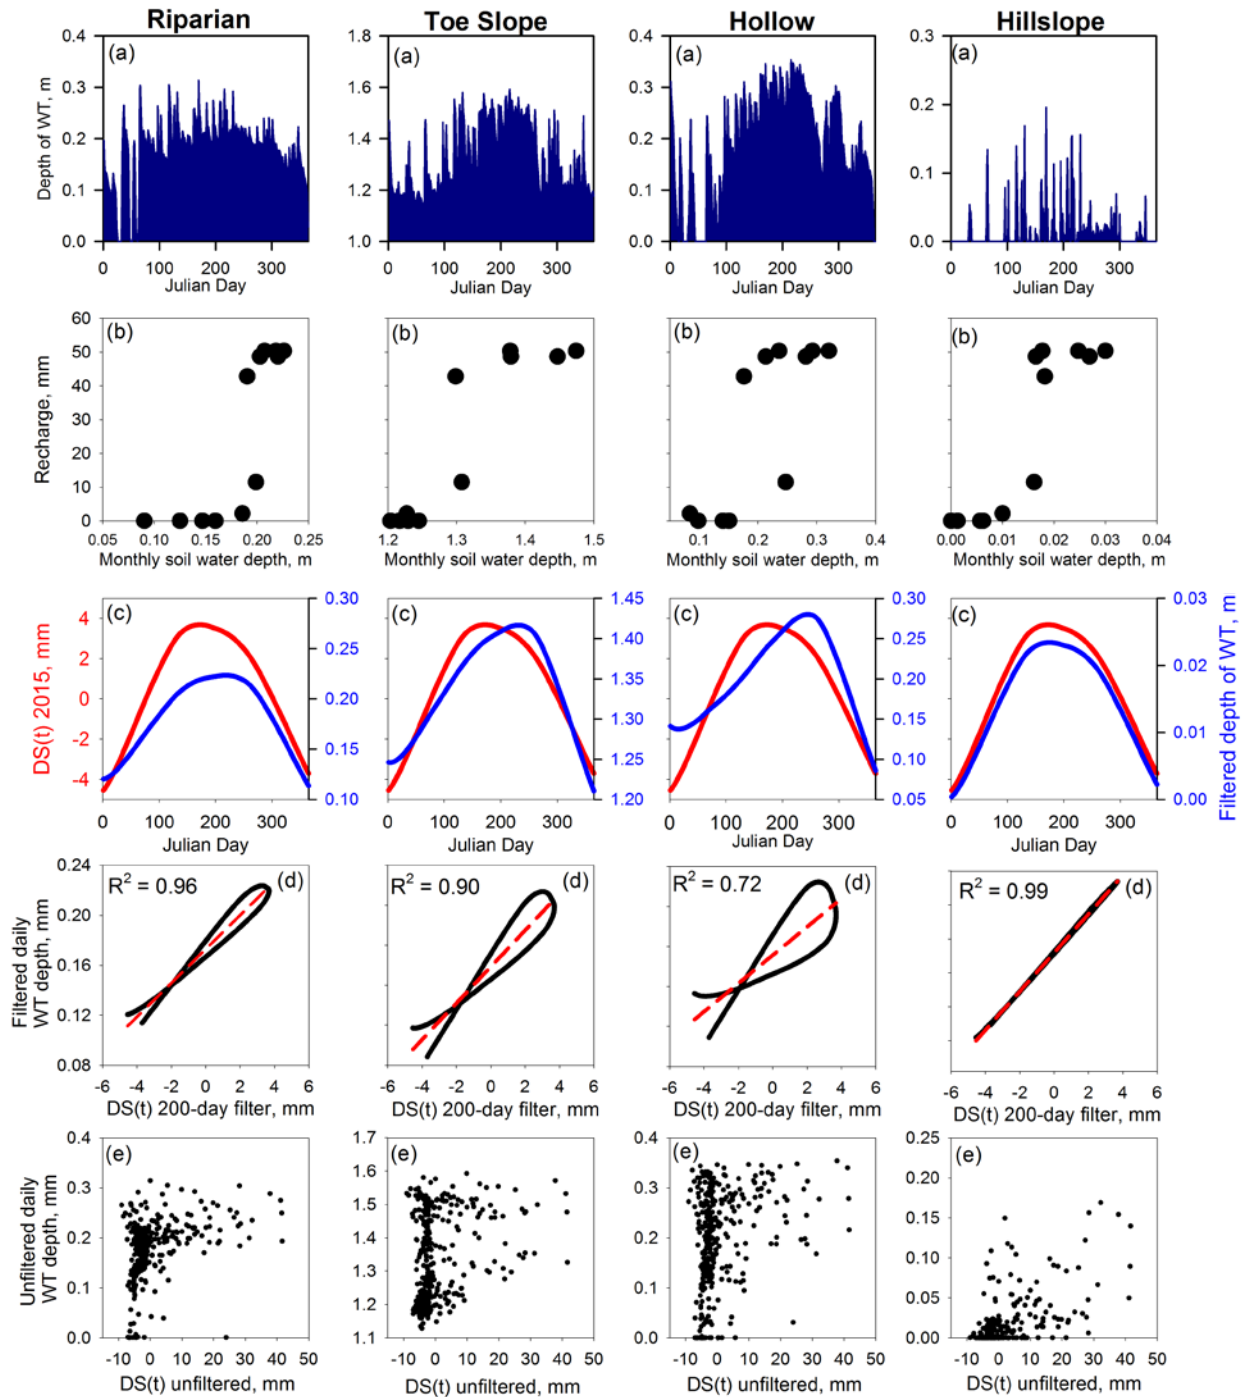 Riparian Toe Slope Hollow Hillslope
0.4 1.8 0.4 0.3
(a) (a) (a) (a)
0.3 1.6 0.3 0.2
Depth of WT, m
0.2 1.4 0.2
0.1 1.2 0.1 0.1
0.0 1.0 0.0 0.0
0 100 200 300 0 100 200 300 0 100 200 300 0 100 200 300
Julian Day Julian Day Julian Day Julian Day
60
(b) (b) (b) (b)
50
40
Recharge, mm
30
20
10
0
0.05 0.10 0.15 0.20 0.25 1.2 1.3 1.4 1.5 0.1 0.2 0.3 0.4 0.00 0.01 0.02 0.03 0.04
Monthly soil water depth, m Monthly soil water depth, m Monthly soil water depth, m Monthly soil water depth, m
(c) (c) (c) (c)
DS(t) 2015, mm
4
2
0
-2
-4
0.30 1.45 0.30 0.03
0.25 1.40 0.25
0.20 1.35 0.20 0.02
1.30 0.15 0.01
0.15 1.25 0.10
0.10 1.20 0.05 0.00
Filtered depth of WT, m
0 100 200 300 0 100 200 300 0 100 200 300 0 100 200 300
Julian Day Julian Day Julian Day Julian Day
0.24
R² = 0.96 (d) R² = 0.90 (d) R² = 0.72 (d) R² = 0.99 (d)
0.20
Filtered daily
WT depth, mm
0.16
0.12
0.08
-6 -4 -2 0 2 4 6 -6 -4 -2 0 2 4 6 -6 -4 -2 0 2 4 6 -6 -4 -2 0 2 4 6
DS(t) 200-day filter, mm DS(t) 200-day filter, mm DS(t) 200-day filter, mm DS(t) 200-day filter, mm
0.4 1.7 0.4 0.25
(e) (e) (e) (e)
1.6 0.20
0.3 0.3
Unfiltered daily
WT depth, mm
1.5 0.15
0.2 1.4 0.2
0.10
1.3
0.1 1.2 0.1 0.05
0.0 1.1 0.0 0.00
-10 0 10 20 30 40 50 -10 0 10 20 30 40 50 -10 0 10 20 30 40 50 -10 0 10 20 30 40 50
DS(t) unfiltered, mm DS(t) unfiltered, mm DS(t) unfiltered, mm DS(t) unfiltered, mm